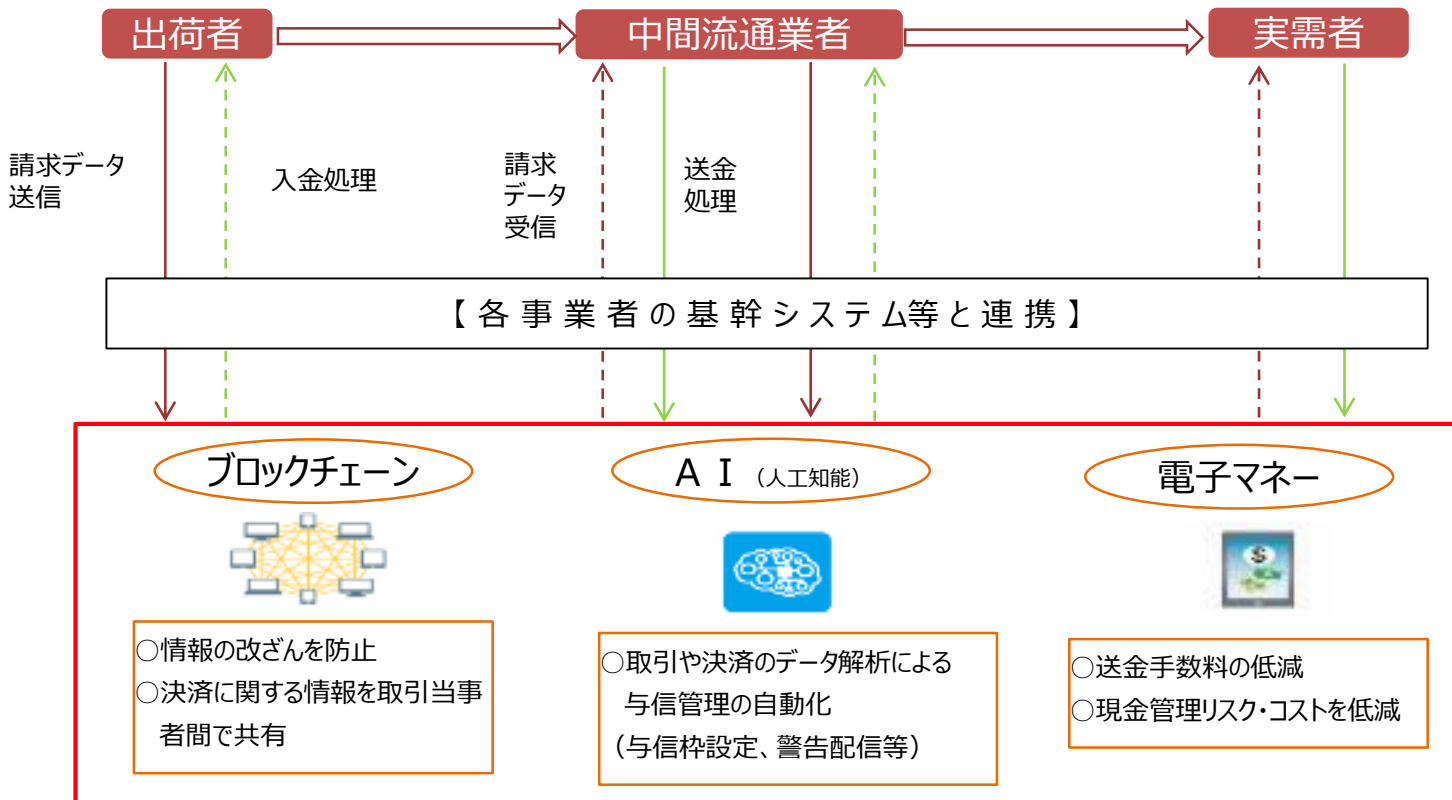 出荷者
中間流通業者
実需者
請求データ
送信
入金処理
請求
データ
受信
送金
処理
【各事業者の基幹システム等と連携】
ブロックチェーン
ＡＩ（人工知能）
電子マネー
○情報の改ざんを防止
○決済に関する情報を取引当事
者間で共有
○取引や決済のデータ解析による
与信管理の自動化
（与信枠設定、警告配信等）
○送金手数料の低減
○現金管理リスク・コストを低減
$